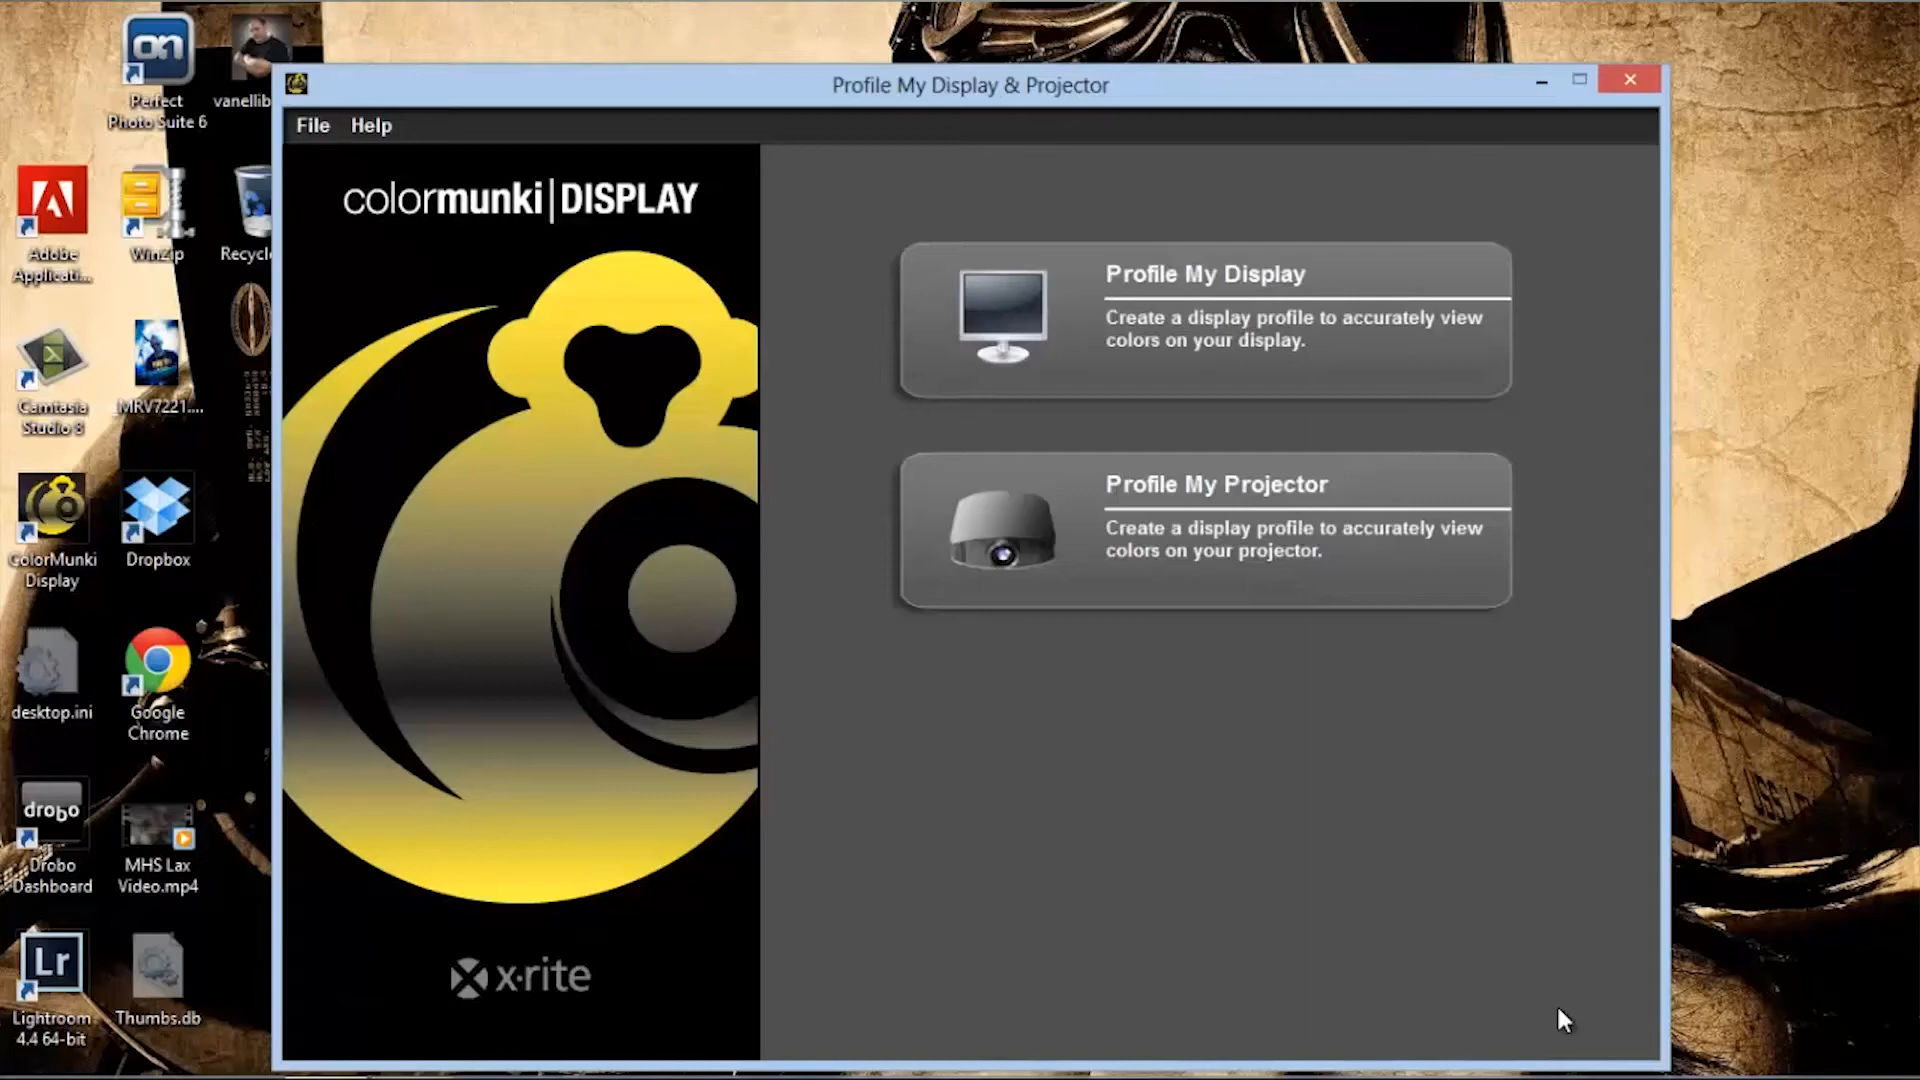 Profile My Display & Projector
File Help
colormunki|DISPLAY
Profile My Display
Create a display profile to accurately view
colors on your display.
Profile My Projector
Create a display profile to accurately view
colors on your projector.
x·rite
on
Perfect
Photo Suite 6
vanellib
Adobe
Applicati...
WinZip
Recycle
Camtasia
Studio 8
_MRV7221....
ColorMunki
Display
Dropbox
desktop.ini
Google
Chrome
drobo
Drobo
Dashboard
MHS Lax
Video.mp4
Lr
Lightroom
4.4 64-bit
Thumbs.db